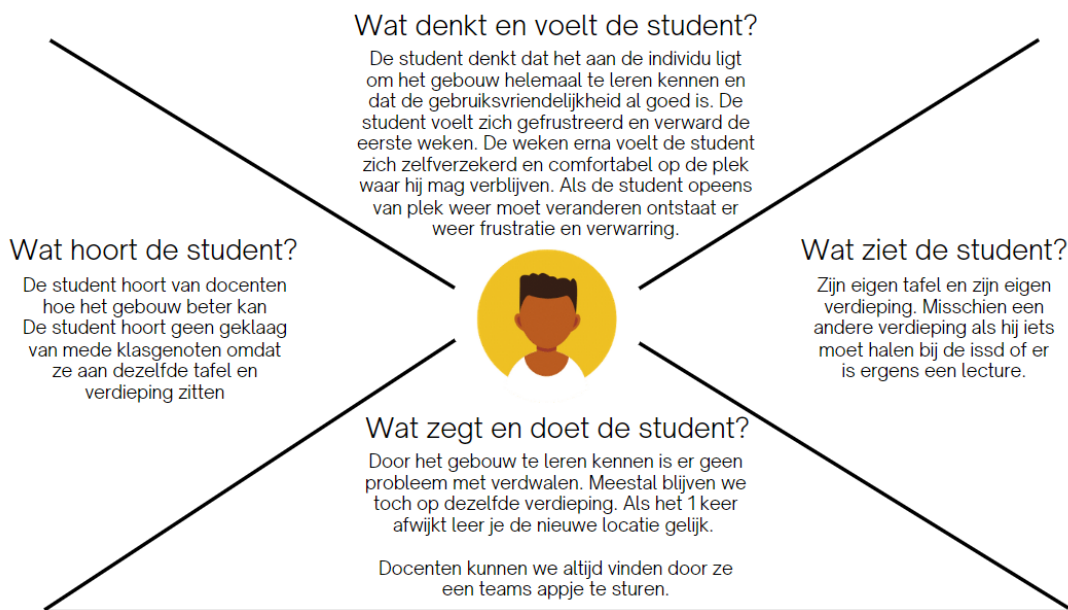 Wat denkt en voelt de student?
De student denkt dat het aan de individu ligt
om het gebouw helemaal te leren kennen en
dat de gebruiksvriendelijkheid al goed is. De
student voelt zich gefrustreerd en verward de
eerste weken. De weken erna voelt de student
zich zelfverzekerd en comfortabel op de plek
waar hij mag verblijven. Als de student opeens
van plek weer moet veranderen ontstaat er
weer frustratie en verwarring.
Wat hoort de student?
De student hoort van docenten
hoe het gebouw beter kan
De student hoort geen geklaag
van mede klasgenoten omdat
ze aan dezelfde tafel en
verdieping zitten
Wat ziet de student?
Zijn eigen tafel en zijn eigen
verdieping. Misschien een
andere verdieping als hij iets
moet halen bij de issd of er
is ergens een lecture.
Wat zegt en doet de student?
Door het gebouw te leren kennen is er geen
probleem met verdwalen. Meestal blijven we
toch op dezelfde verdieping. Als het 1 keer
afwijkt leer je de nieuwe locatie gelijk.
Docenten kunnen we altijd vinden door ze
een teams appje te sturen.